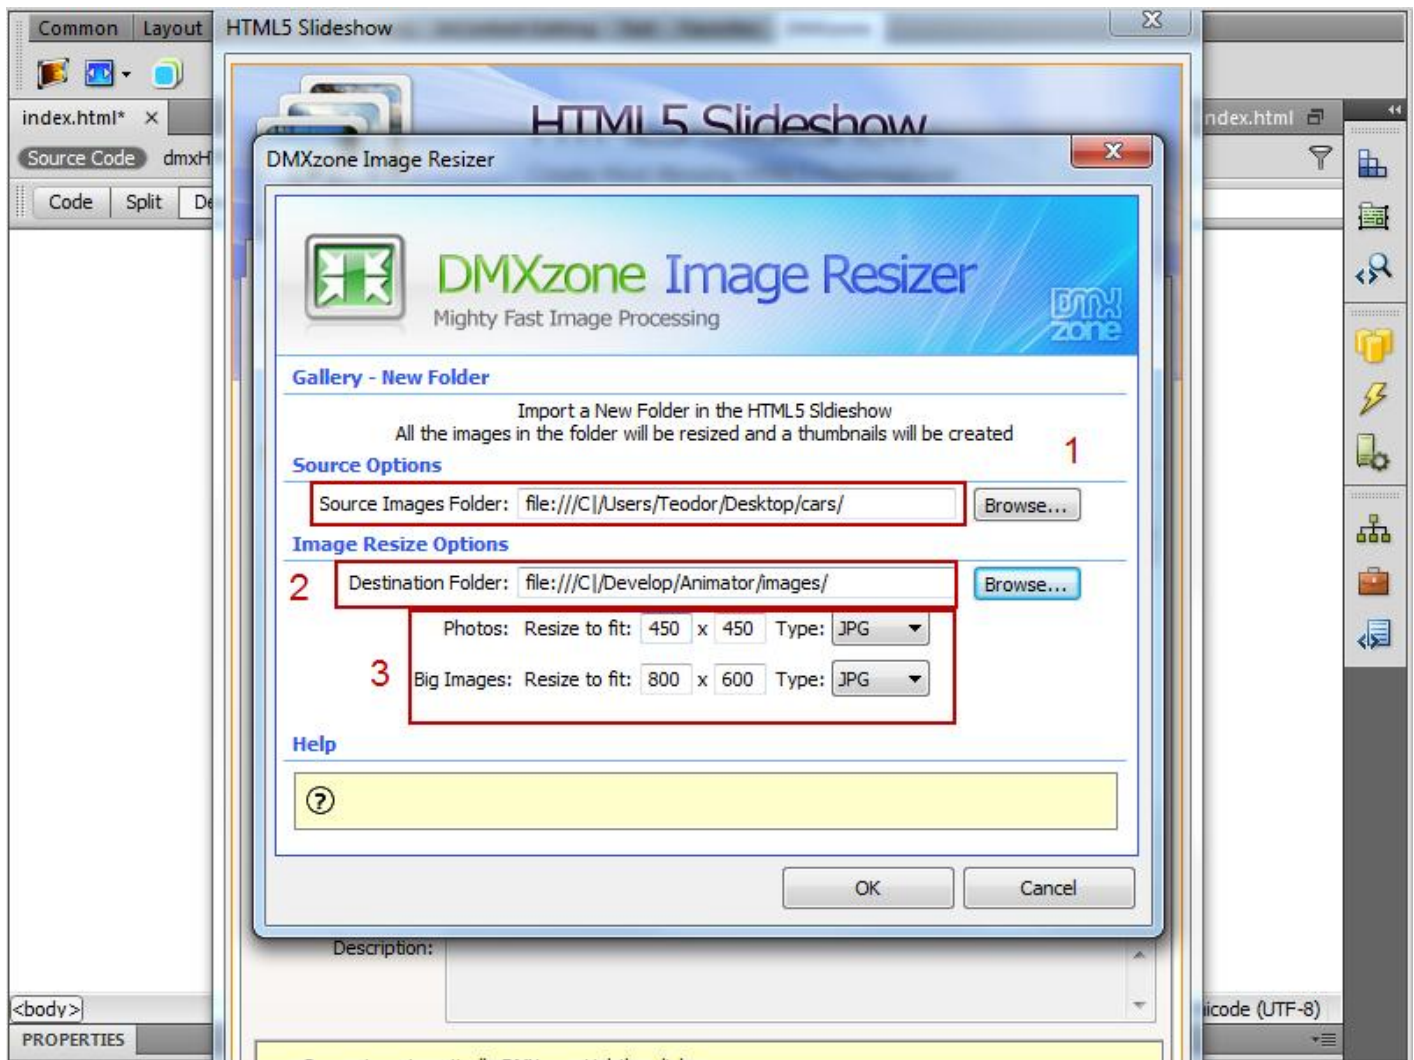 Common Layout
HTML5 Slideshow
index.html*
ndex.html
Source Code dmxH
Code Split De
HTML5 Slideshow
DMXzone Image Resizer
DMXzone Image Resizer
Mighty Fast Image Processing
DMX
zone
Gallery - New Folder
Import a New Folder in the HTML5 Sldieshow
All the images in the folder will be resized and a thumbnails will be created
1
Source Options
Source Images Folder: file:///C|/Users/Teodor/Desktop/cars/ Browse...
Image Resize Options
2 Destination Folder: file:///C|/Develop/Animator/images/ Browse...
Photos: Resize to fit: 450 x 450 Type: JPG
3 Big Images: Resize to fit: 800 x 600 Type: JPG
Help
?
OK Cancel
Description:
<body>
icode (UTF-8)
PROPERTIES